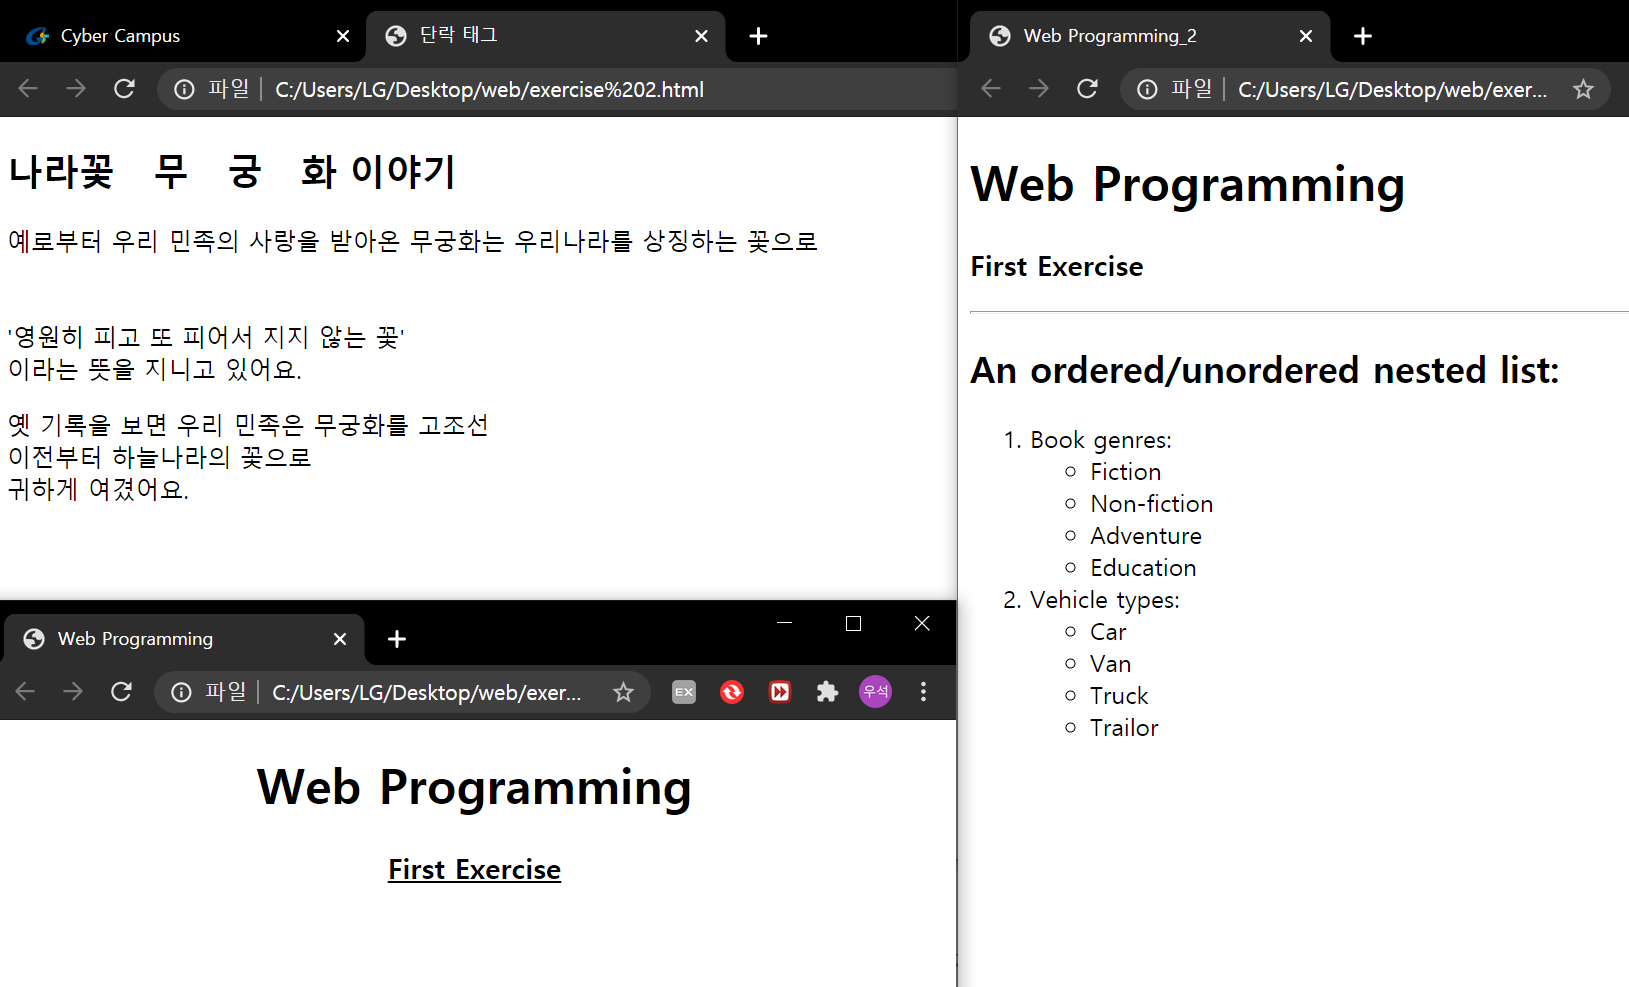 Cyber Campus
단락 태그
파일 | C:/Users/LG/Desktop/web/exercise%202.html
나라꽃 무 궁 화 이야기
예로부터 우리 민족의 사랑을 받아온 무궁화는 우리나라를 상징하는 꽃으로
'영원히 피고 또 피어서 지지 않는 꽃'
이라는 뜻을 지니고 있어요.
옛 기록을 보면 우리 민족은 무궁화를 고조선
이전부터 하늘나라의 꽃으로
귀하게 여겼어요.
Web Programming
파일 | C:/Users/LG/Desktop/web/exer...
EX
우석
Web Programming
First Exercise
Web Programming_2
파일 | C:/Users/LG/Desktop/web/exer...
Web Programming
First Exercise
An ordered/unordered nested list:
1. Book genres:
Fiction
Non-fiction
Adventure
Education
2. Vehicle types:
Car
Van
Truck
Trailor